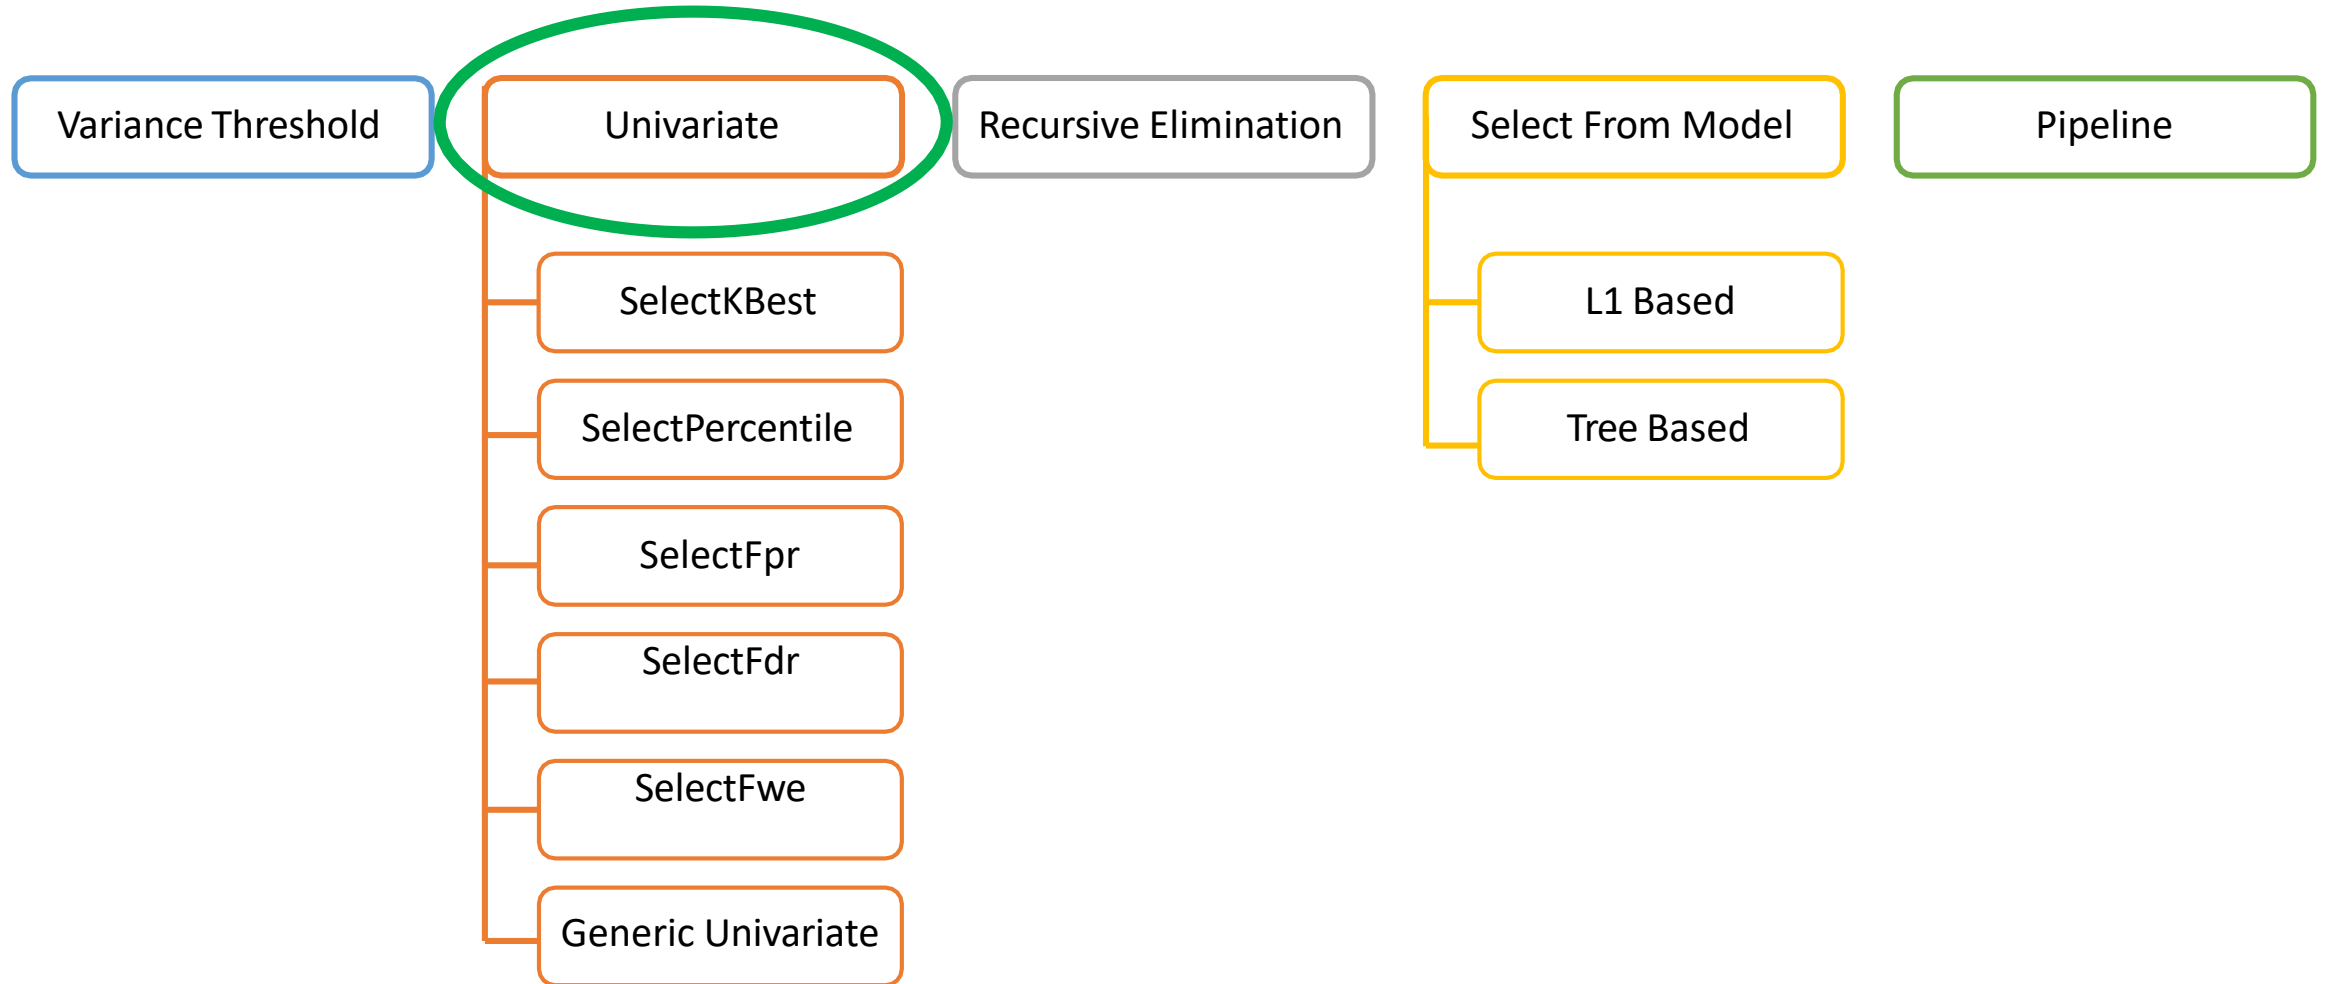 Variance Threshold
Univariate
Recursive Elimination
Select From Model
Pipeline
SelectKBest
SelectPercentile
SelectFpr
SelectFdr
SelectFwe
Generic Univariate
L1 Based
Tree Based